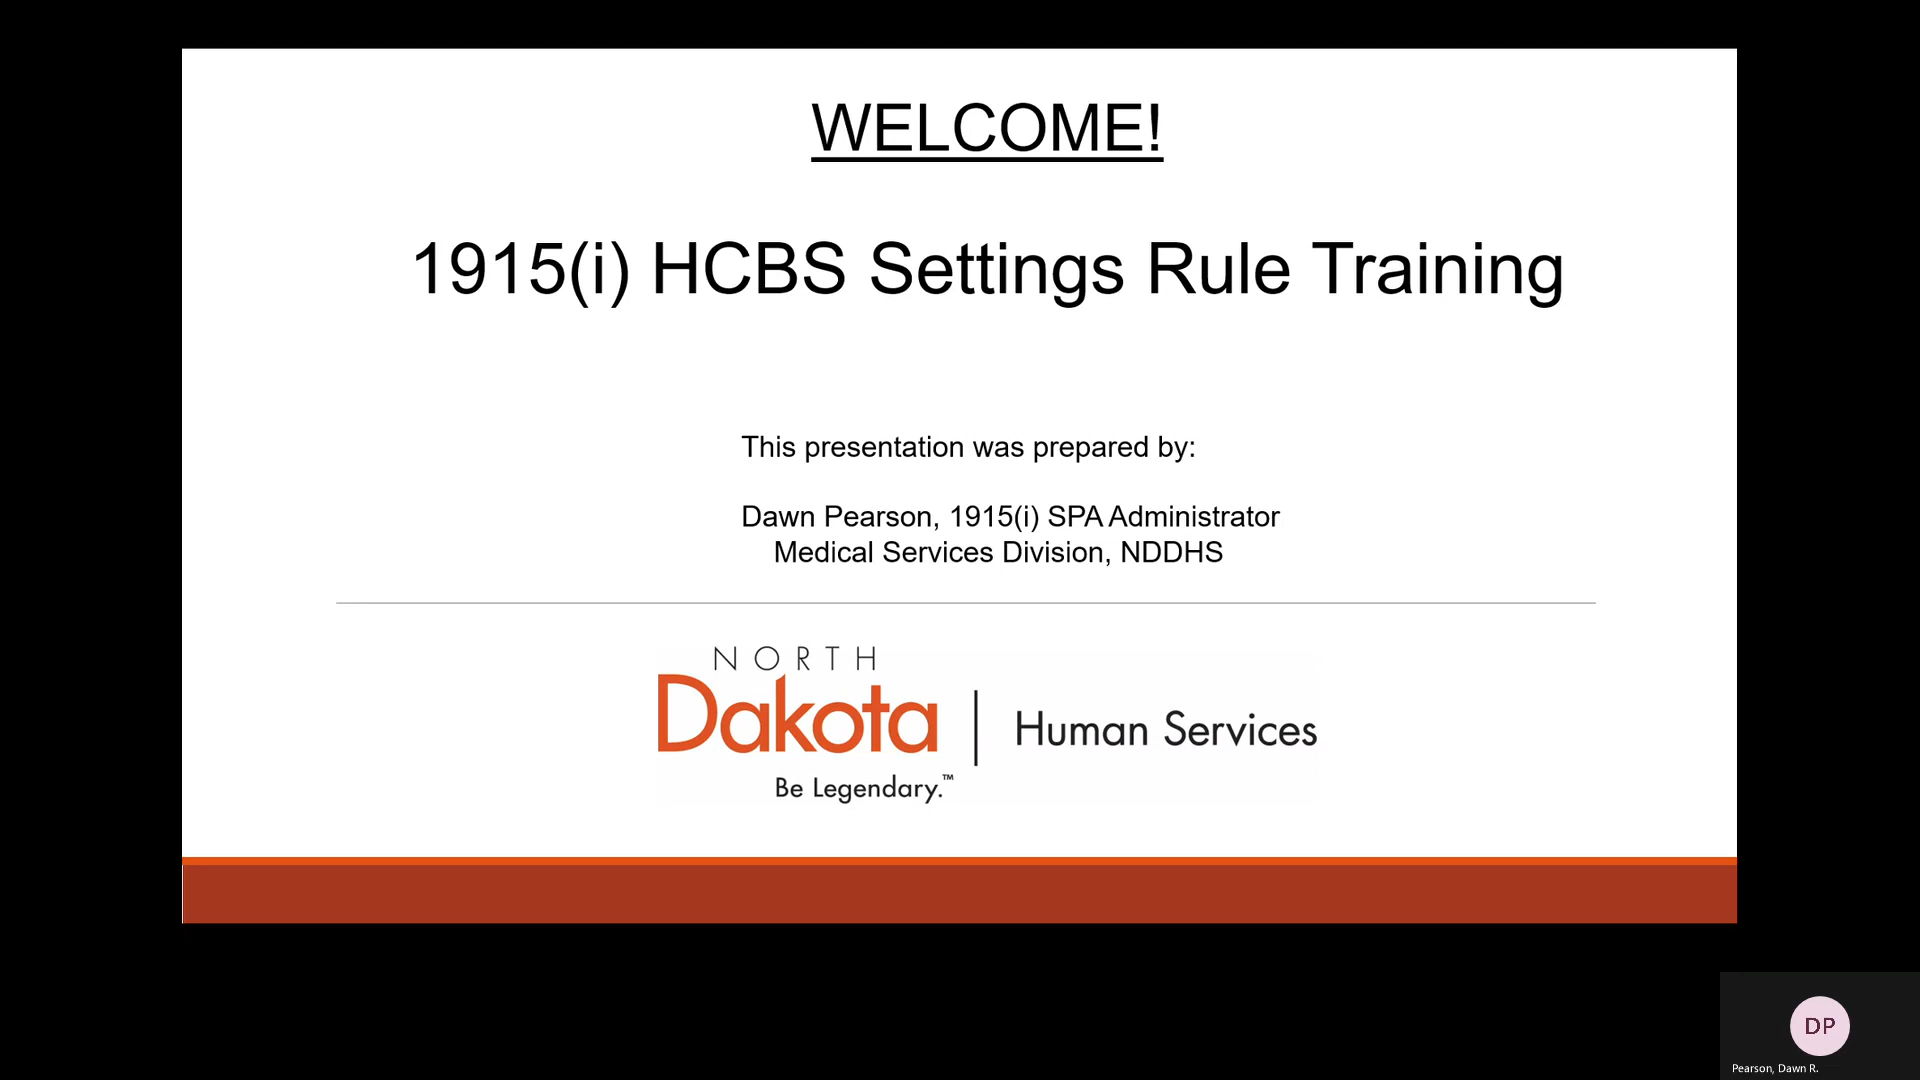 WELCOME!
1915(i) HCBS Settings Rule Training
This presentation was prepared by:
Dawn Pearson, 1915(i) SPA Administrator
Medical Services Division, NDDHS
NORTH
Dakota | Human Services
Be Legendary.™
DP
Pearson, Dawn R.